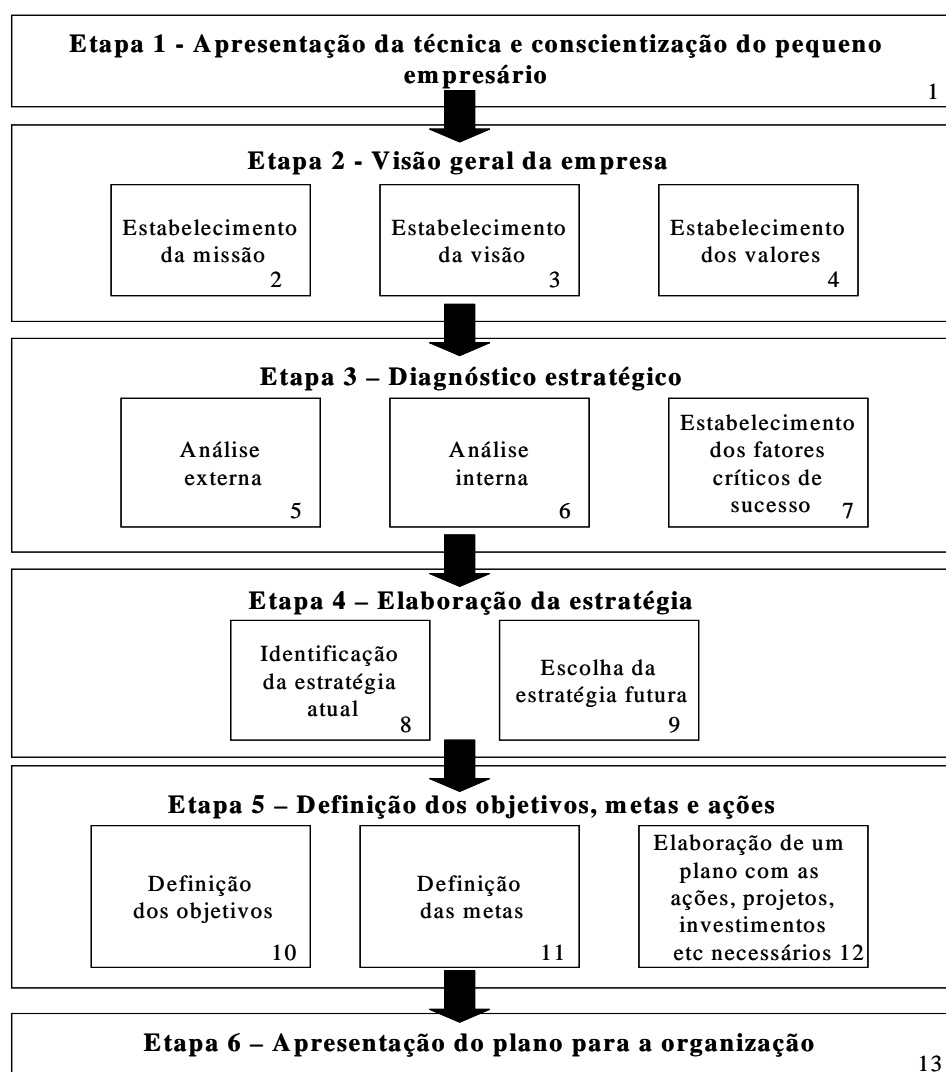 Etapa 1 - Apresentação da técnica e conscientização do pequeno
empresário
1
Etapa 2 - Visão geral da empresa
Estabelecimento
da missão
2
Estabelecimento
da visão
3
Estabelecimento
dos valores
4
Etapa 3 – Diagnóstico estratégico
Análise
externa
5
Análise
interna
6
Estabelecimento
dos fatores
críticos de
sucesso 7
Etapa 4 – Elaboração da estratégia
Identificação
da estratégia
atual
8
Escolha da
estratégia futura
9
Etapa 5 – Definição dos objetivos, metas e ações
Definição
dos objetivos
10
Definição
das metas
11
Elaboração de um
plano com as
ações, projetos,
investimentos
etc necessários 12
Etapa 6 – Apresentação do plano para a organização
13